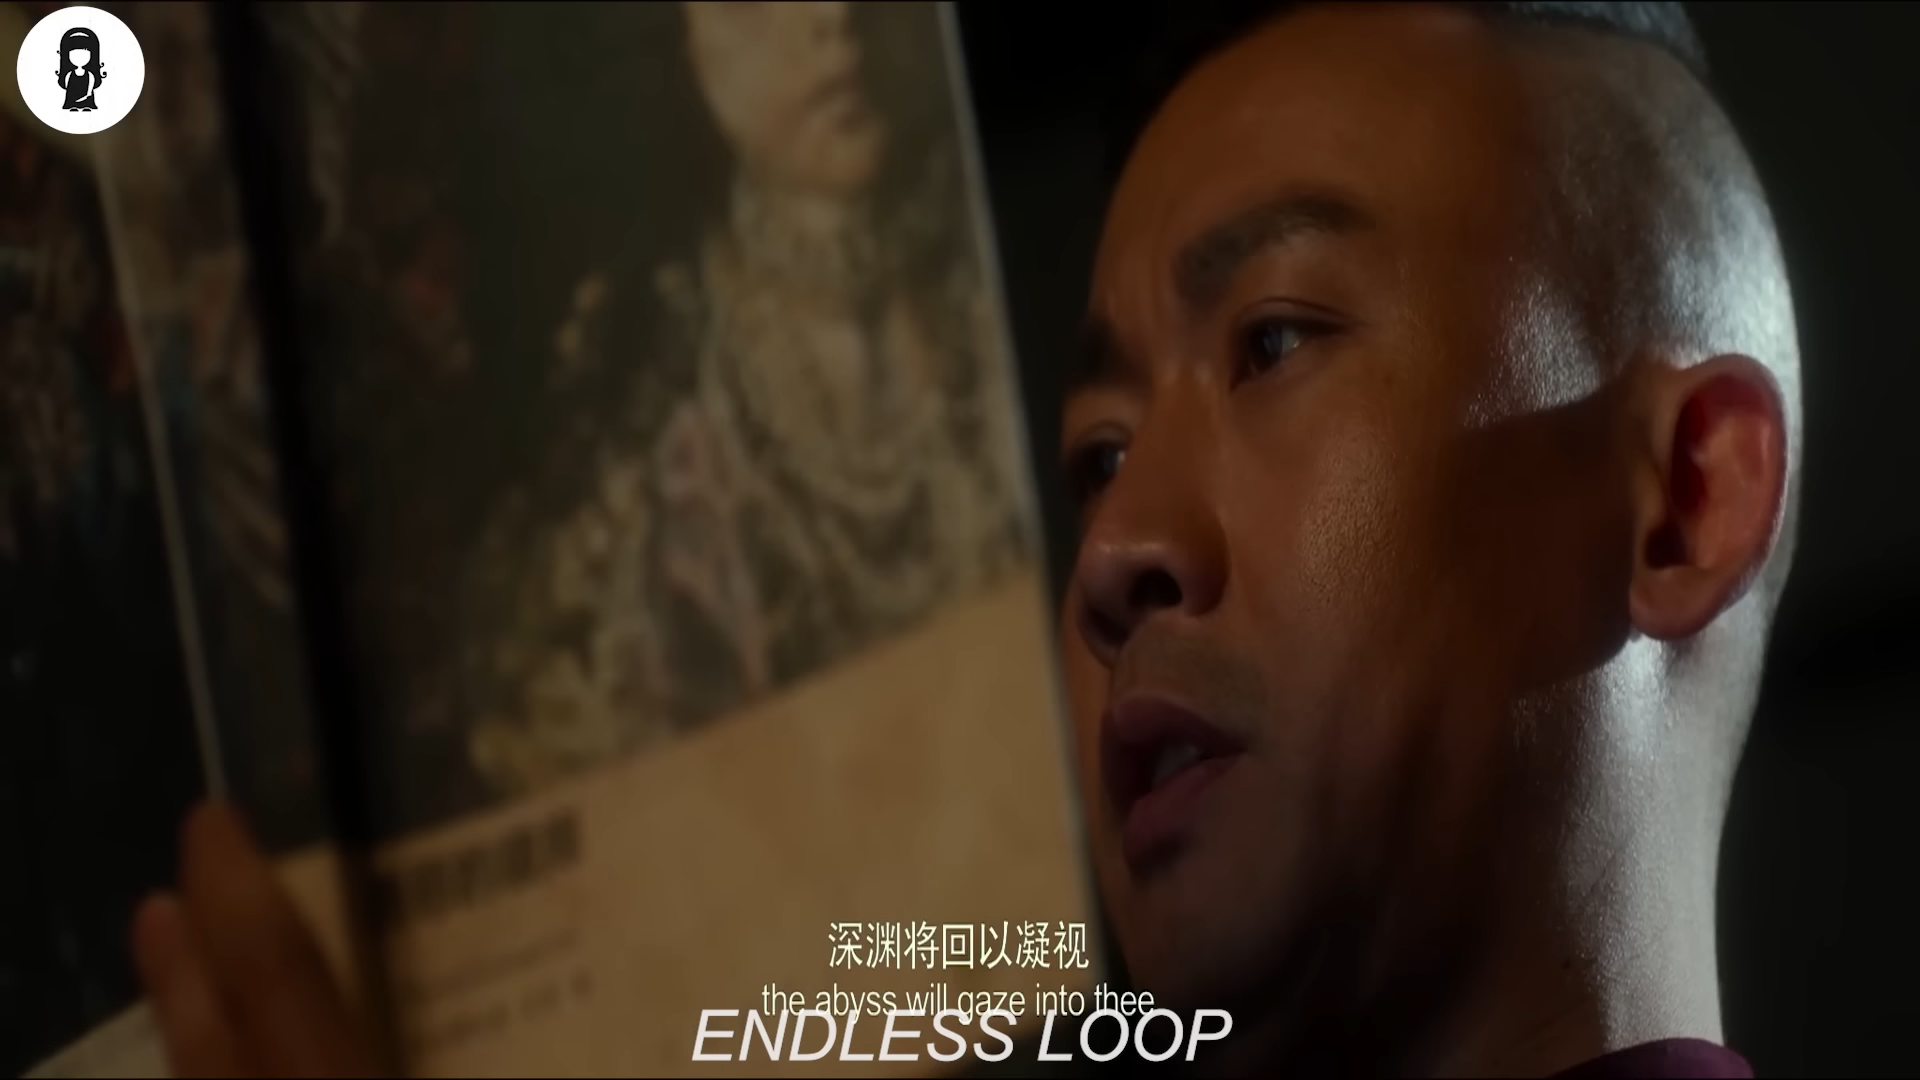 深渊将回以凝视
the abyss will gaze into thee
ENDLESS LOOP